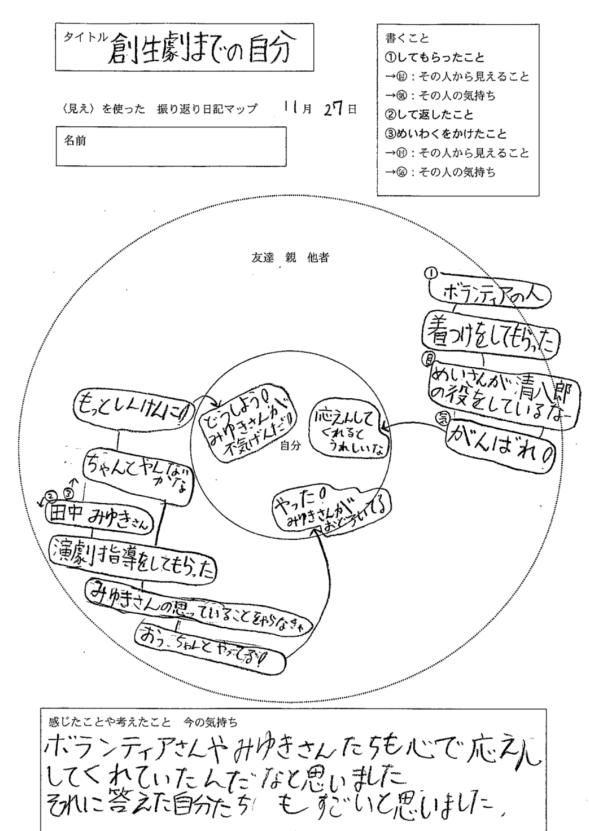 タイトル 創生劇までの自分
〈見え〉を使った 振り返り日記マップ 11月 27日
名前
書くこと
①してもらったこと
→㊐:その人から見えること
→㊋:その人の気持ち
②して返したこと
③めいわくをかけたこと
→㊐:その人から見えること
→㊋:その人の気持ち
友達 親 他者
①
ボランティアの人
着つけをしてもらった
めいさんが清八郎
の役をしているなー
気
がんばれ!
もっとしんけんに!
ちゃんとやんな
きゃな
② ③
田中 みゆきさん
演劇指導をしてもらった
みゆきさんの思っていることをやらなきゃ
おっ、ちゃんとやってる!
どうしよう!
みゆきさんが
不気げんだ!
自分
応えんして
くれると
うれしいな
やった!
みゆきさんが
おどろいてる
感じたことや考えたこと 今の気持ち
ボランティアさんやみゆきさんたちも心で応えん
してくれていたんだなと思いました
それに答えた自分たちもすごいと思いました。